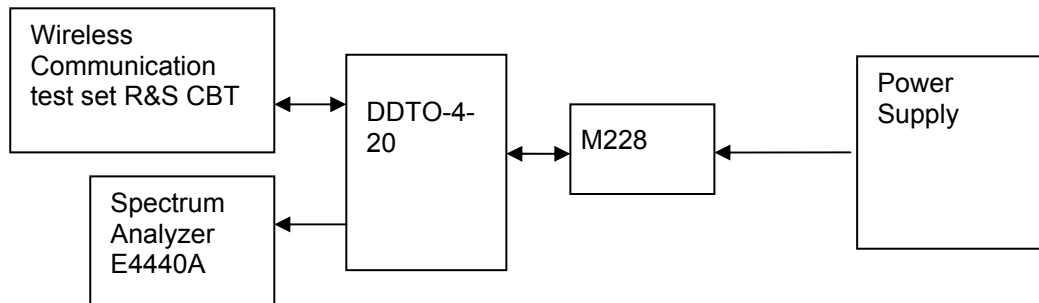 Wireless
Communication
test set R&S CBT
DDTO-4-
20
M228
Power
Supply
Spectrum
Analyzer
E4440A